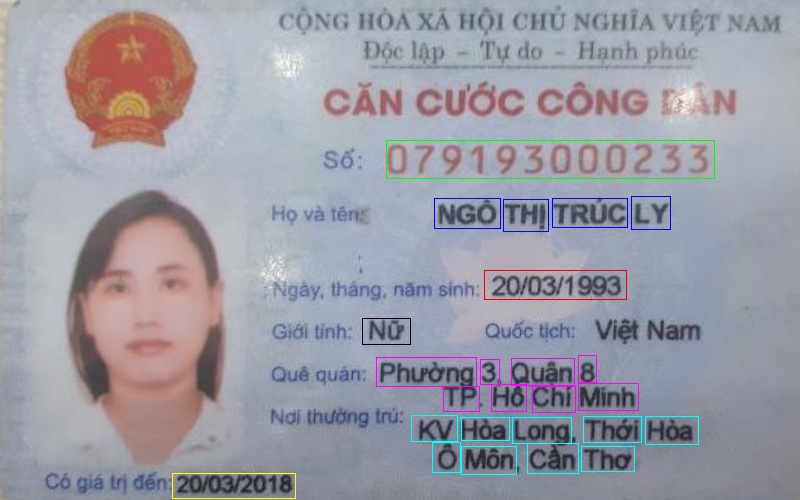 CỘNG HÒA XÃ HỘI CHỦ NGHĨA VIỆT NAM
Độc lập - Tự do - Hạnh phúc
CĂN CƯỚC CÔNG DÂN
Số: 079193000233
Họ và tên: NGÔ THỊ TRÚC LY
Ngày, tháng, năm sinh: 20/03/1993
Giới tính: Nữ Quốc tịch: Việt Nam
Quê quán: Phường 3, Quận 8
TP. Hồ Chí Minh
Nơi thường trú: KV Hòa Long, Thới Hòa
Ô Môn, Cần Thơ
Có giá trị đến: 20/03/2018